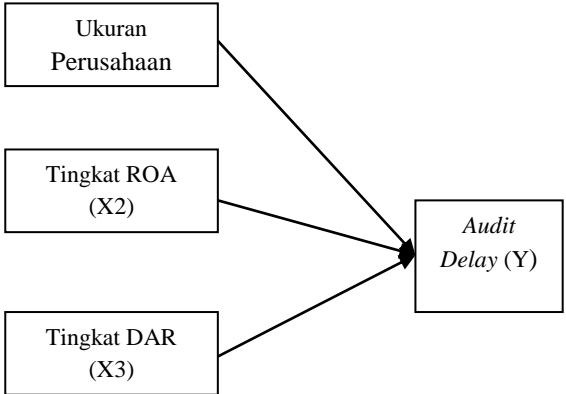 Ukuran
Perusahaan
Tingkat ROA
(X2)
Audit
Delay (Y)
Tingkat DAR
(X3)